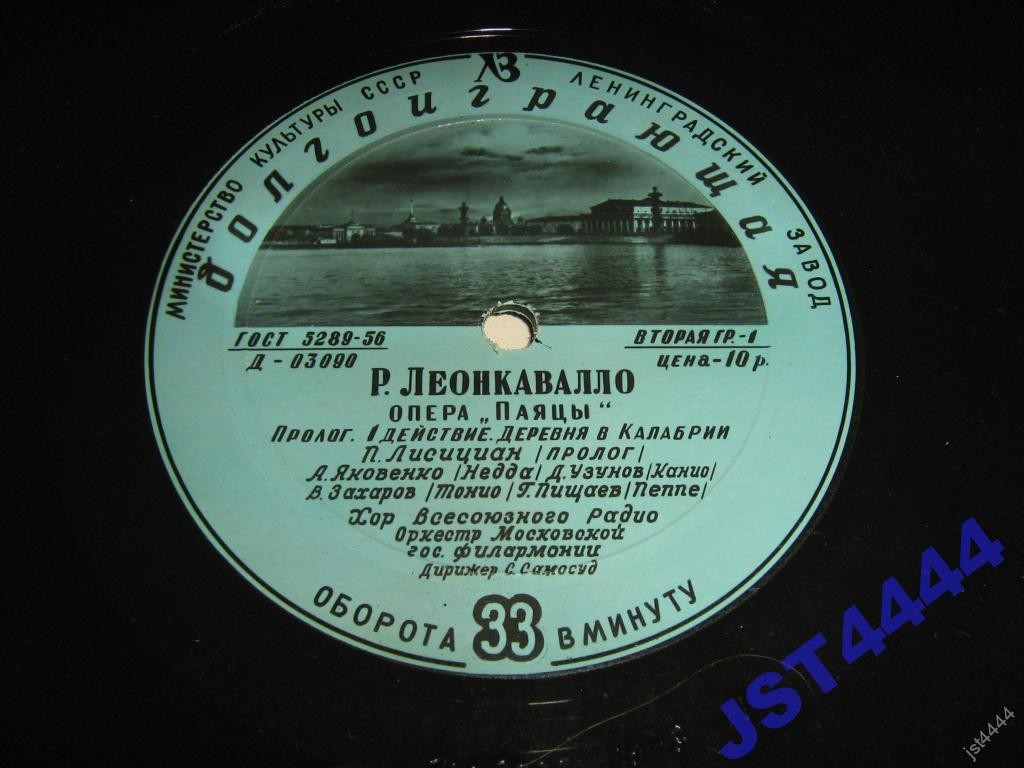 МИНИСТЕРСТВО КУЛЬТУРЫ СССР ЛЗ ЛЕНИНГРАДСКИЙ ЗАВОД
долгоиграющая
ГОСТ 5289-56
Д-03090
ВТОРАЯ ГР.-1
цена-10 р.
Р. ЛЕОНКАВАЛЛО
ОПЕРА „ПАЯЦЫ"
ПРОЛОГ. 1 ДЕЙСТВИЕ. ДЕРЕВНЯ В КАЛАБРИИ
П. Лисициан /ПРОЛОГ/
А. Яковенко /Недда/ Д. Узунов /Канио/
В. Захаров /Тонио/ Г. Пищаев /Пеппе/
Хор Всесоюзного Радио
Оркестр Московской
гос. филармонии
Дирижер С. Самосуд
ОБОРОТА 33 В МИНУТУ
JST4444
jst4444